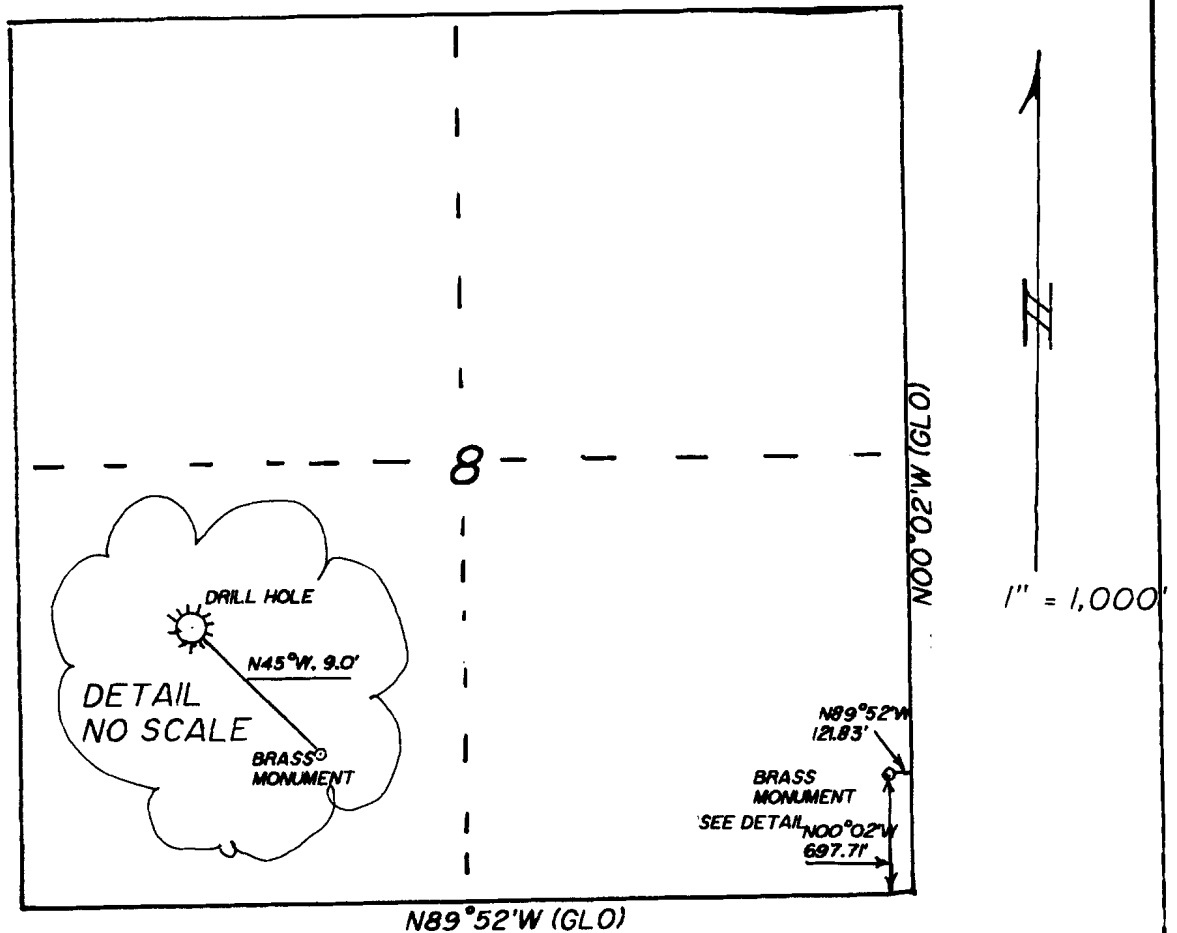 8
N00°02'W (GLO)
1" = 1,000'
DRILL HOLE
N45°W, 9.0'
DETAIL
NO SCALE
BRASS
MONUMENT
N89°52'W
121.83'
BRASS
MONUMENT
SEE DETAIL
N00°02'W
697.71'
N89°52'W (GLO)
N